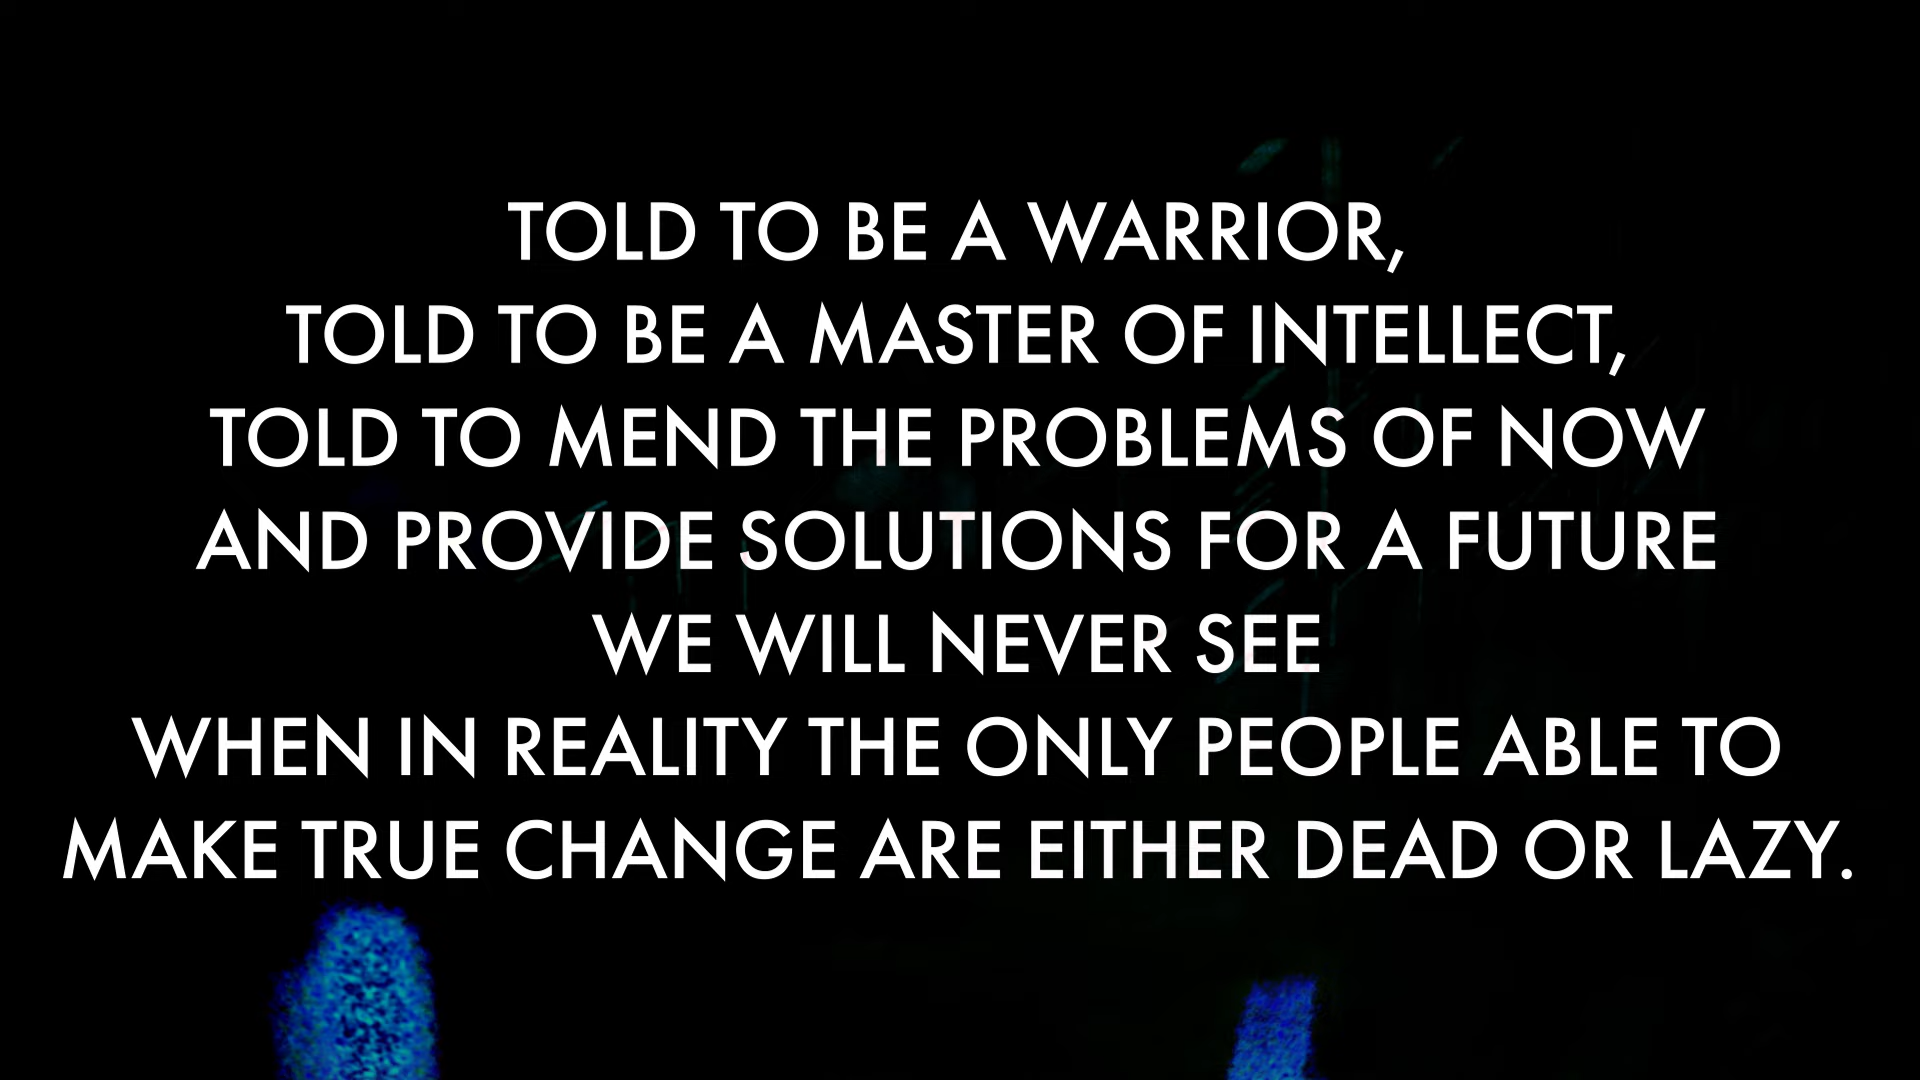 TOLD TO BE A WARRIOR,
TOLD TO BE A MASTER OF INTELLECT,
TOLD TO MEND THE PROBLEMS OF NOW
AND PROVIDE SOLUTIONS FOR A FUTURE
WE WILL NEVER SEE
WHEN IN REALITY THE ONLY PEOPLE ABLE TO
MAKE TRUE CHANGE ARE EITHER DEAD OR LAZY.